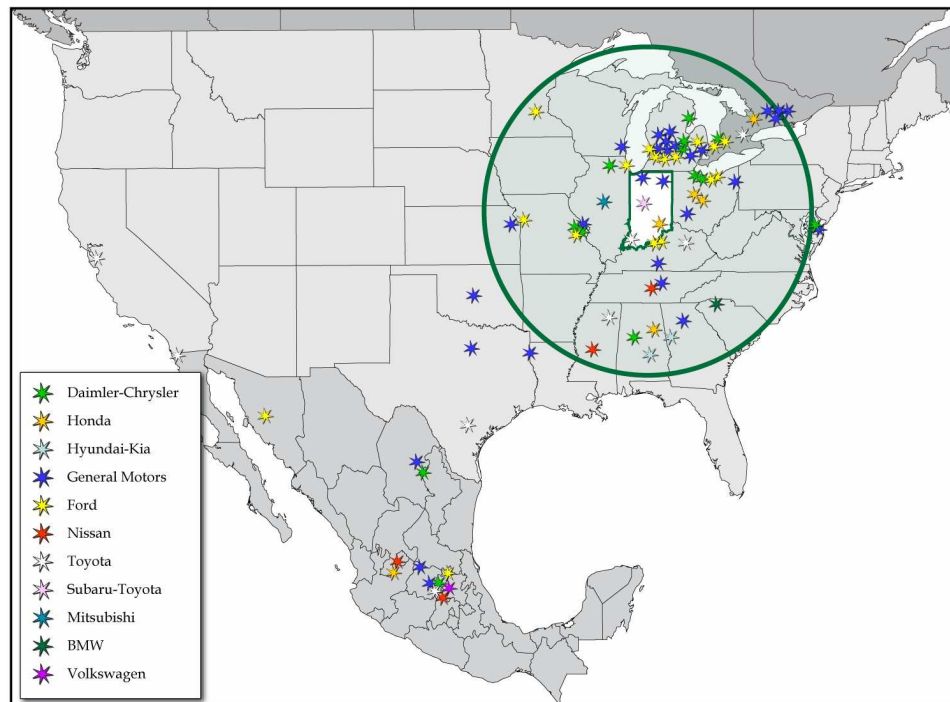 Daimler-Chrysler
Honda
Hyundai-Kia
General Motors
Ford
Nissan
Toyota
Subaru-Toyota
Mitsubishi
BMW
Volkswagen